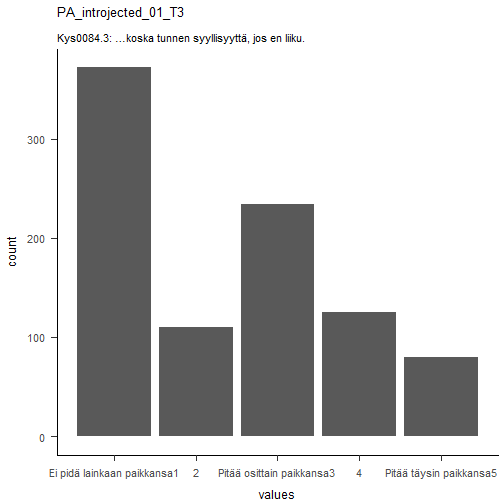 PA_introjected_01_T3
Kys0084.3: …koska tunnen syyllisyyttä, jos en liiku.
300
200
100
0
count
Ei pidä lainkaan paikkansa1 2 Pitää osittain paikkansa3 4 Pitää täysin paikkansa5
values